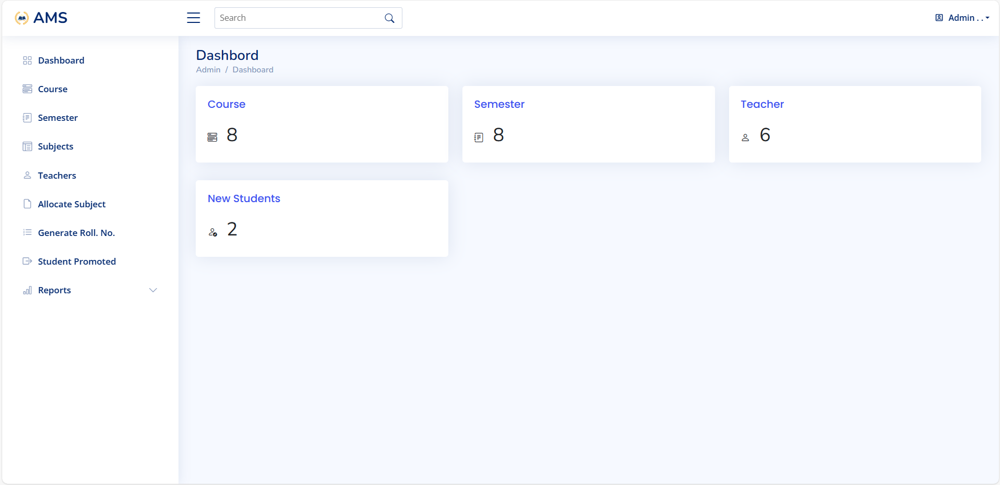 AMS
Search
Admin . .
Dashboard
Course
Semester
Subjects
Teachers
Allocate Subject
Generate Roll. No.
Student Promoted
Reports
Dashbord
Admin / Dashboard
Course
8
Semester
8
Teacher
6
New Students
2